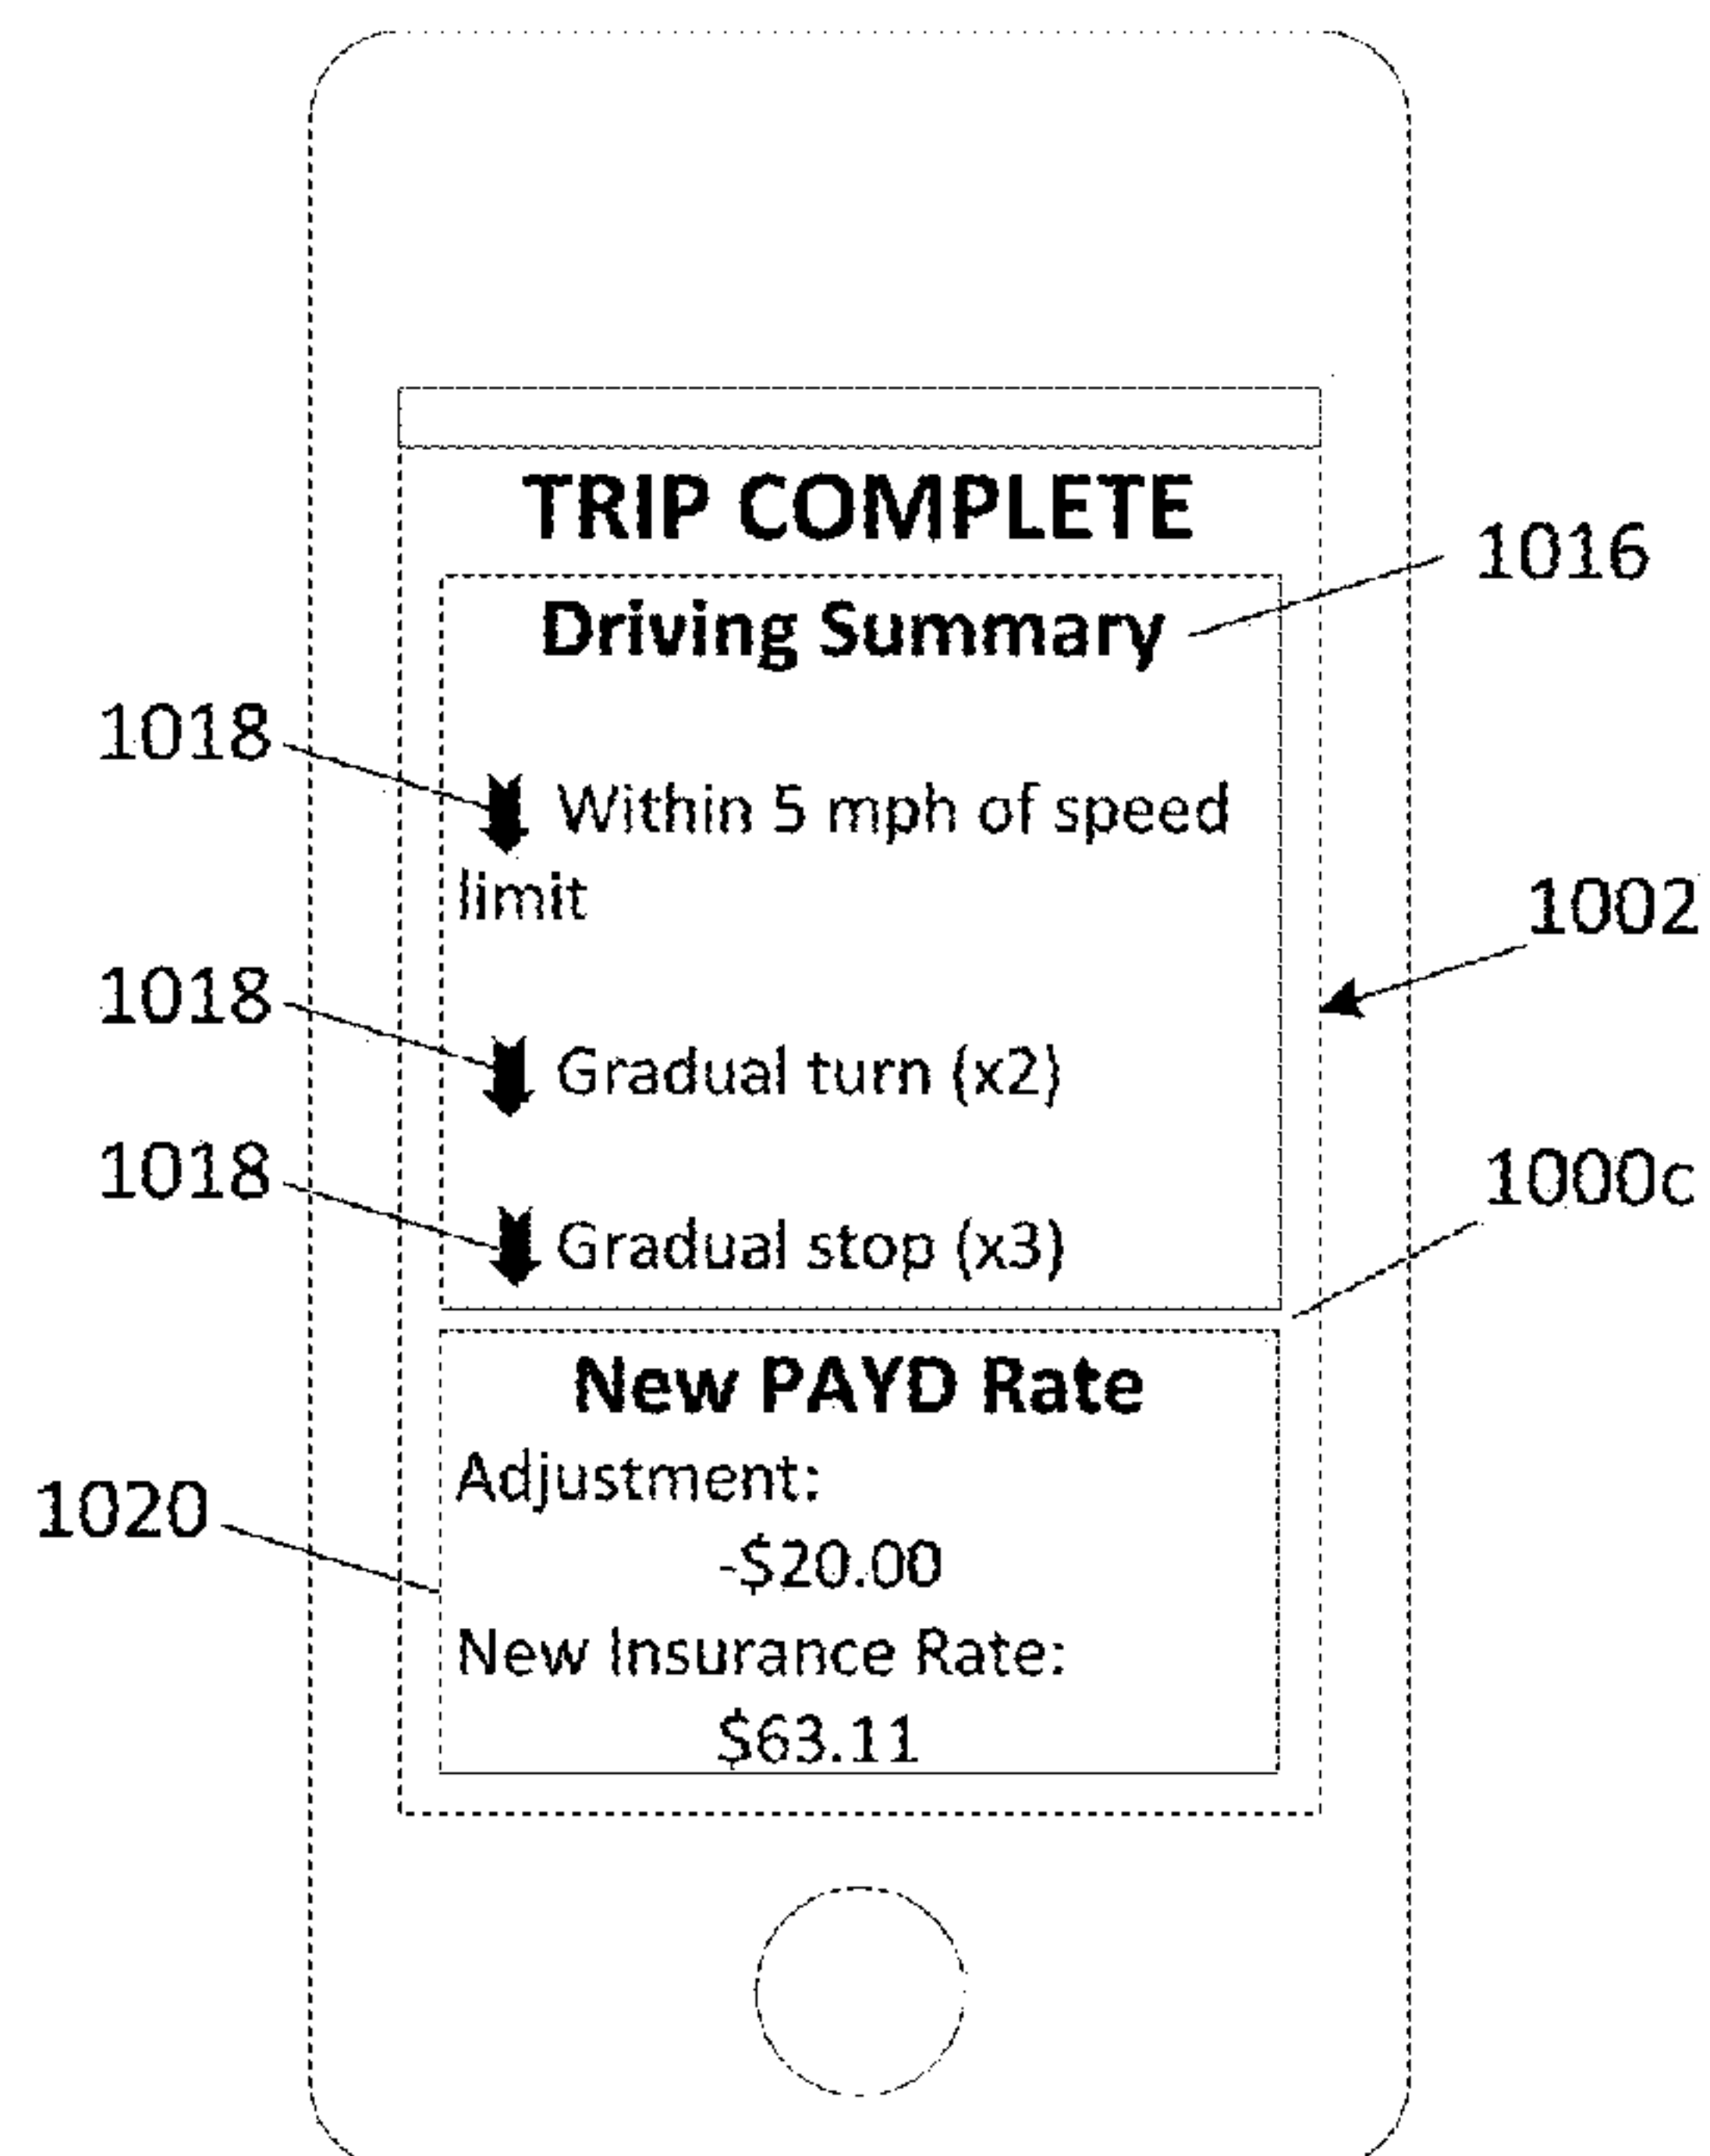 TRIP COMPLETE
1016
Driving Summary
1018
Within 5 mph of speed
limit
1002
1018
Gradual turn (x2)
1018
1000c
Gradual stop (x3)
New PAYD Rate
Adjustment:
1020
-$20.00
New Insurance Rate:
$63.11